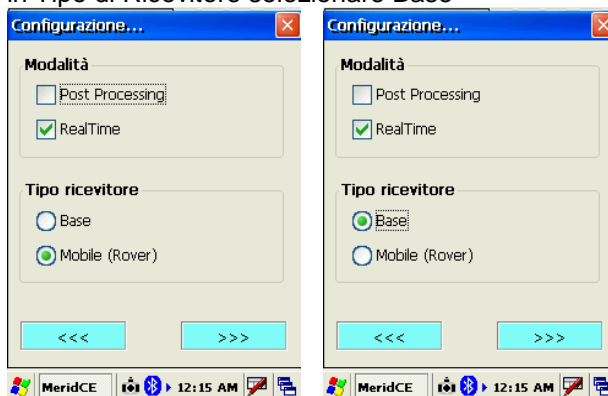 in Tipo di Ricevitore selezionare Base
Configurazione...
Modalità
Post Processing
RealTime
Tipo ricevitore
Base
Mobile (Rover)
<<< >>>
MeridCE 12:15 AM
Configurazione...
Modalità
Post Processing
RealTime
Tipo ricevitore
Base
Mobile (Rover)
<<< >>>
MeridCE 12:15 AM